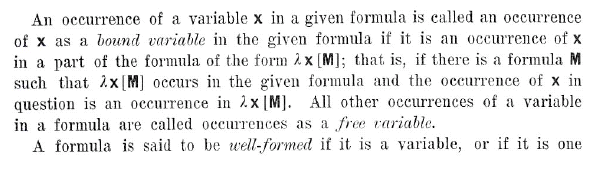 An occurrence of a variable x in a given formula is called an occurrence
of x as a bound variable in the given formula if it is an occurrence of x
in a part of the formula of the form λx[M]; that is, if there is a formula M
such that λx[M] occurs in the given formula and the occurrence of x in
question is an occurrence in λx[M]. All other occurrences of a variable
in a formula are called occurrences as a free variable.
A formula is said to be well-formed if it is a variable, or if it is one